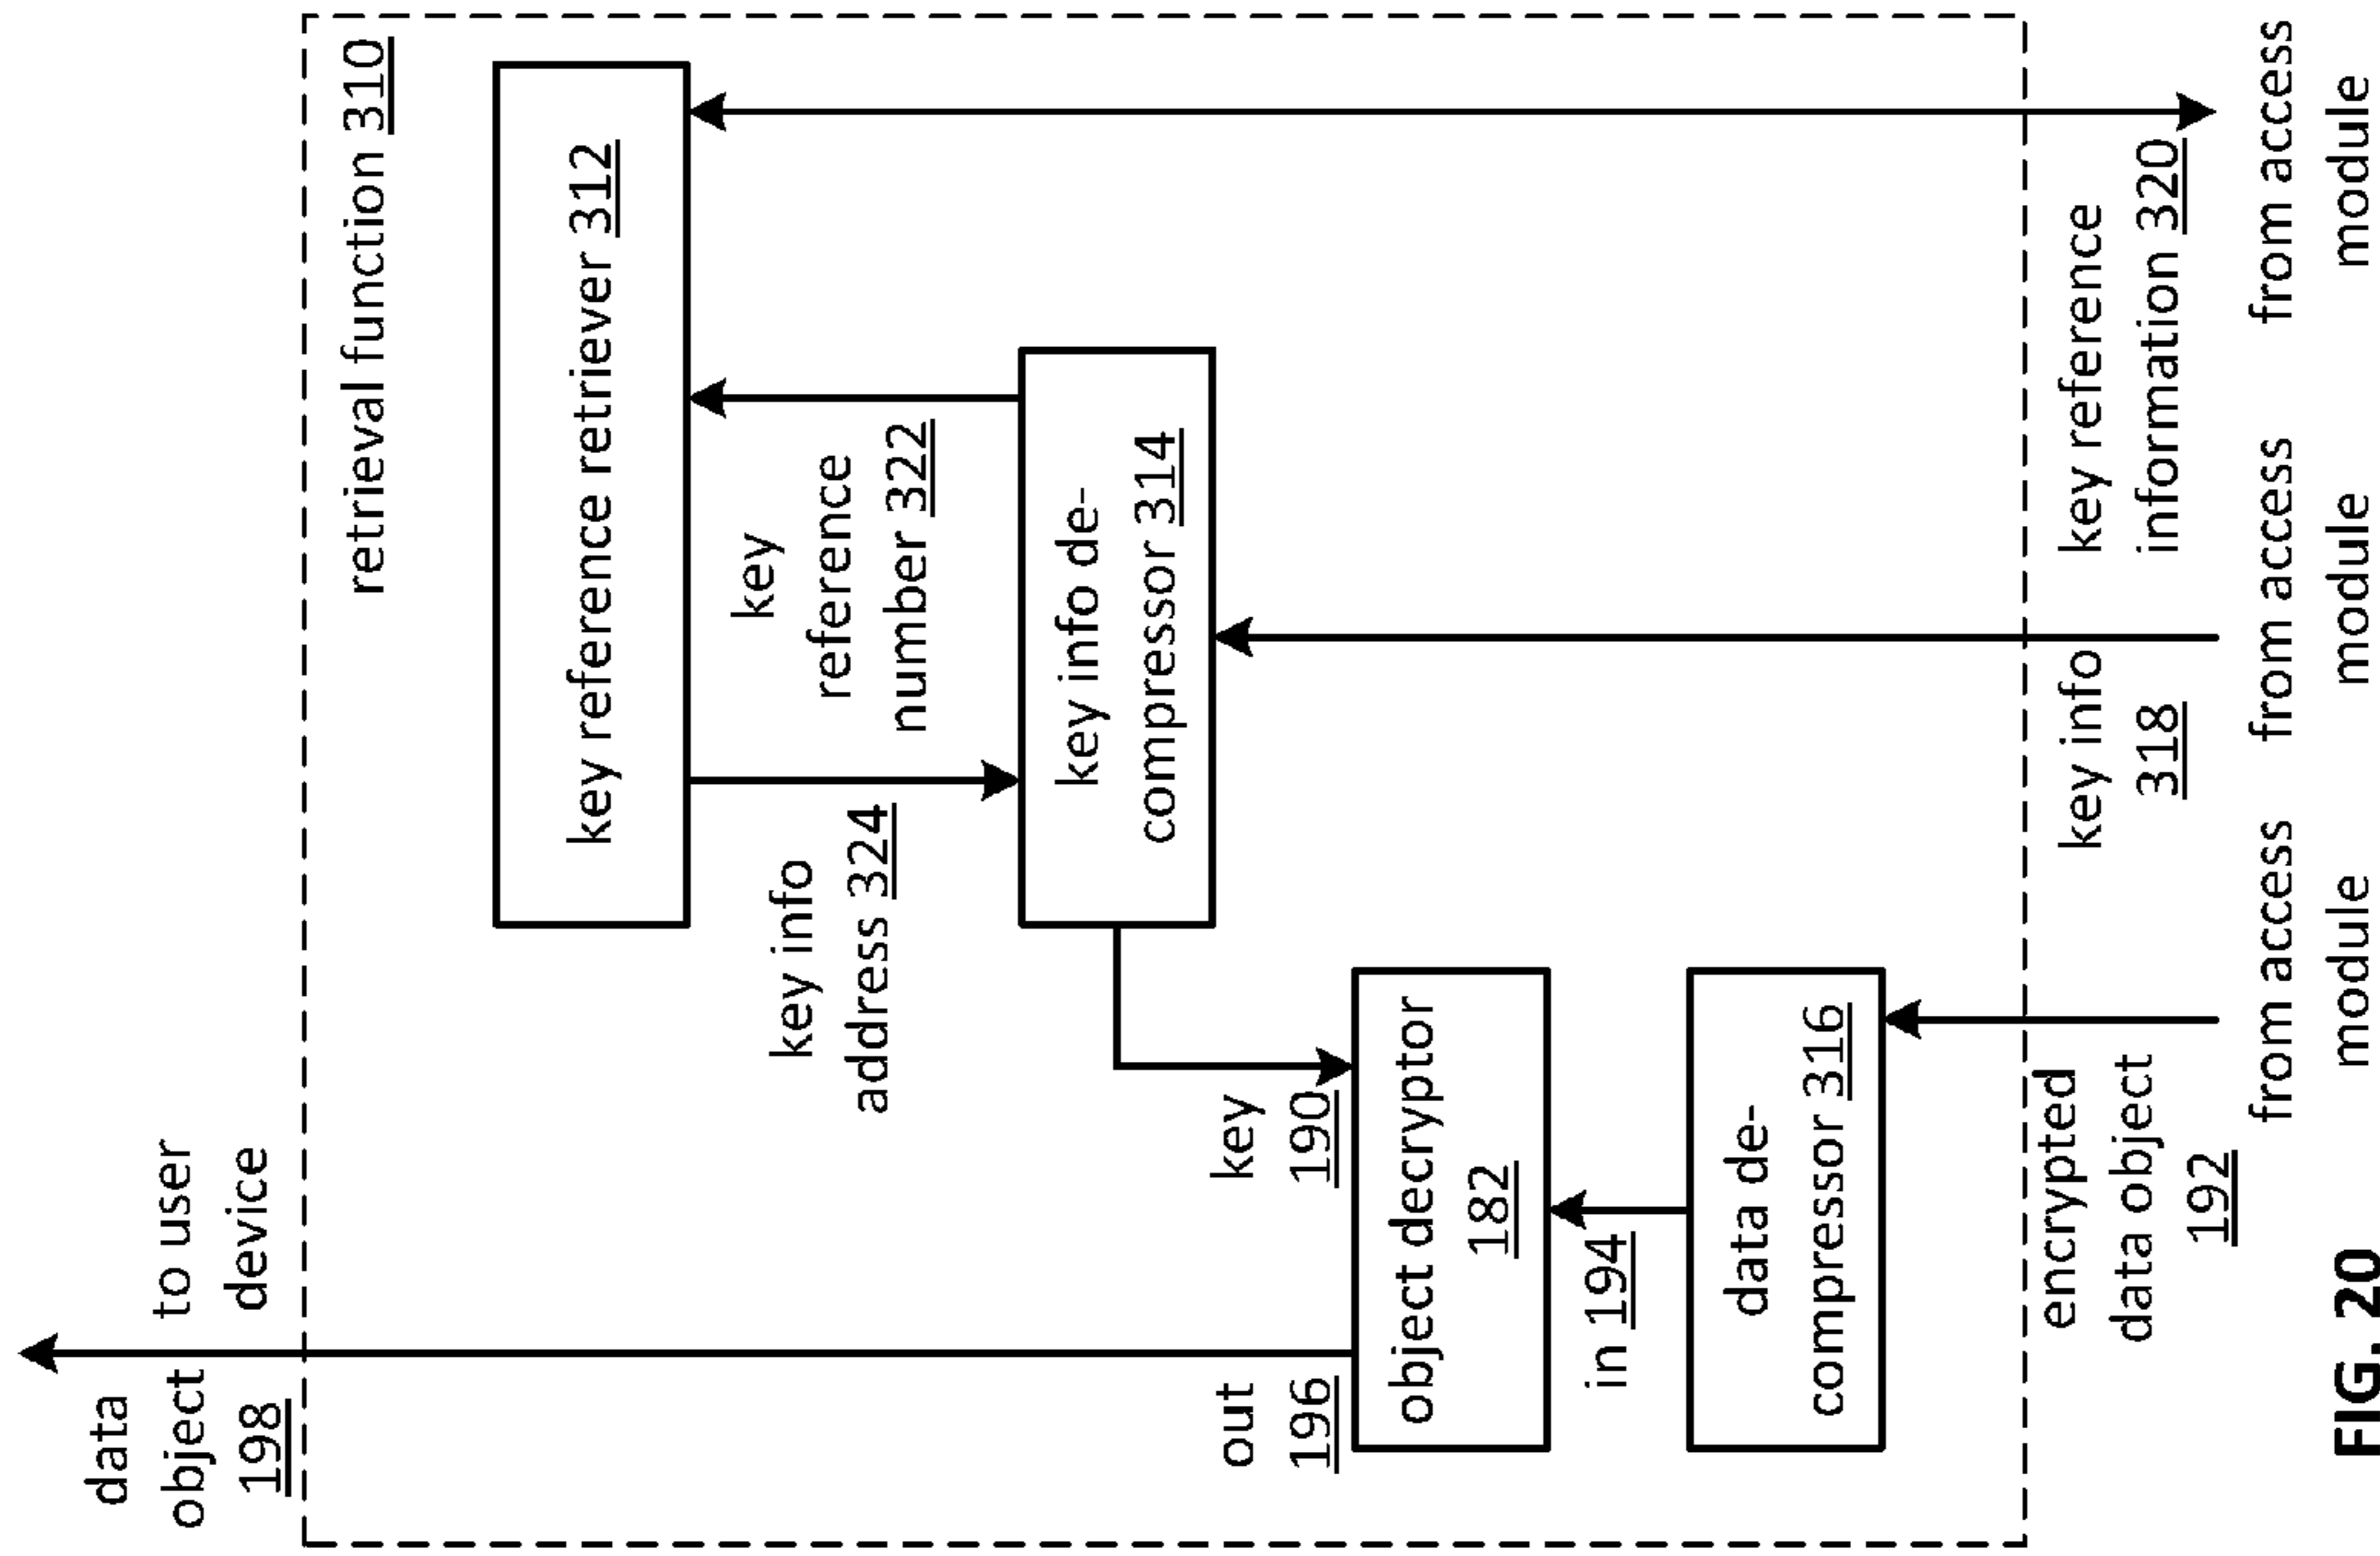 data
object
198
to user
device
retrieval function 310
key reference retriever 312
key info
address 324
key
reference
number 322
key info de-
compressor 314
out
196
key
190
object decryptor
182
in 194
data de-
compressor 316
encrypted
data object
192
key info
318
key reference
information 320
from access
module
from access
module
from access
module
FIG. 20